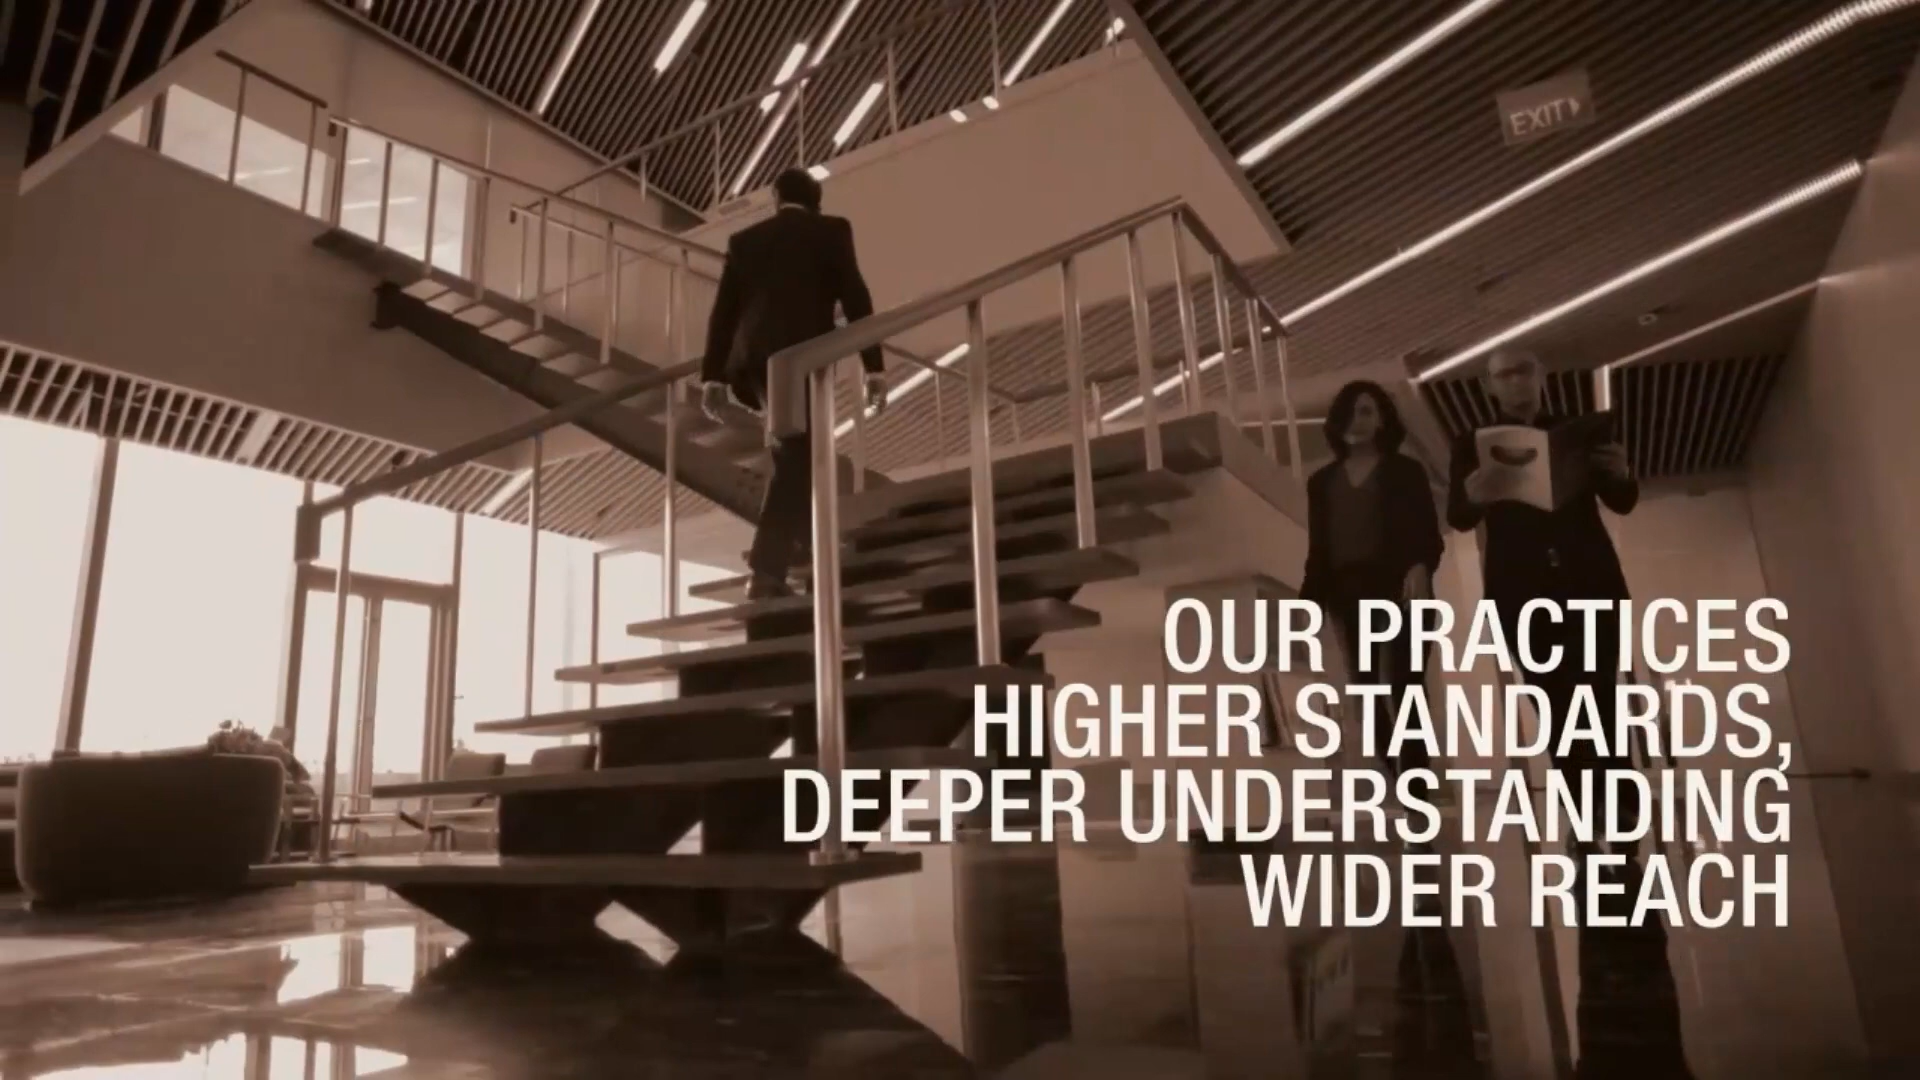 EXIT
OUR PRACTICES
HIGHER STANDARDS,
DEEPER UNDERSTANDING
WIDER REACH